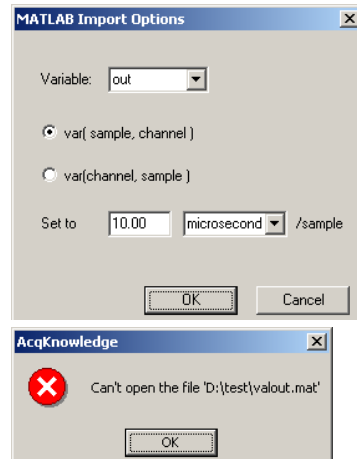 MATLAB Import Options
Variable: out
var( sample, channel )
var(channel, sample )
Set to 10.00 microsecond /sample
OK Cancel
AcqKnowledge
Can't open the file 'D:\test\valout.mat'
OK